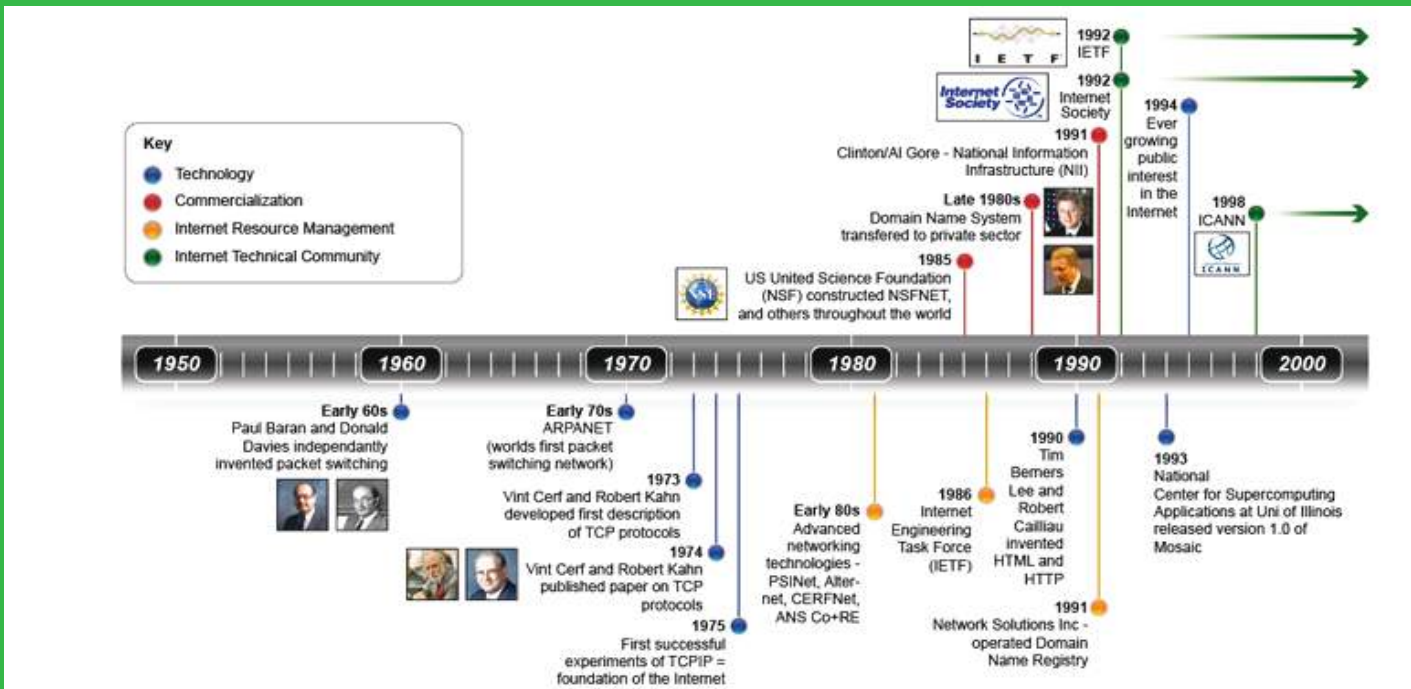 Key
Technology
Commercialization
Internet Resource Management
Internet Technical Community
I E T F
1992
IETF
Internet
Society
1992
Internet
Society
1991
Clinton/Al Gore - National Information
Infrastructure (NII)
Late 1980s
Domain Name System
transfered to private sector
1985
US United Science Foundation
(NSF) constructed NSFNET,
and others throughout the world
NSF
1994
Ever
growing
public
interest
in the
Internet
1998
ICANN
ICANN
1950
1960
1970
1980
1990
2000
Early 60s
Paul Baran and Donald
Davies independantly
invented packet switching
Early 70s
ARPANET
(worlds first packet
switching network)
1973
Vint Cerf and Robert Kahn
developed first description
of TCP protocols
1974
Vint Cerf and Robert Kahn
published paper on TCP
protocols
1975
First successful
experiments of TCPIP =
foundation of the Internet
Early 80s
Advanced
networking
technologies -
PSINet, Alter-
net, CERFNet,
ANS Co+RE
1986
Internet
Engineering
Task Force
(IETF)
1990
Tim
Berners
Lee and
Robert
Cailliau
invented
HTML and
HTTP
1991
Network Solutions Inc -
operated Domain
Name Registry
1993
National
Center for Supercomputing
Applications at Uni of Illinois
released version 1.0 of
Mosaic